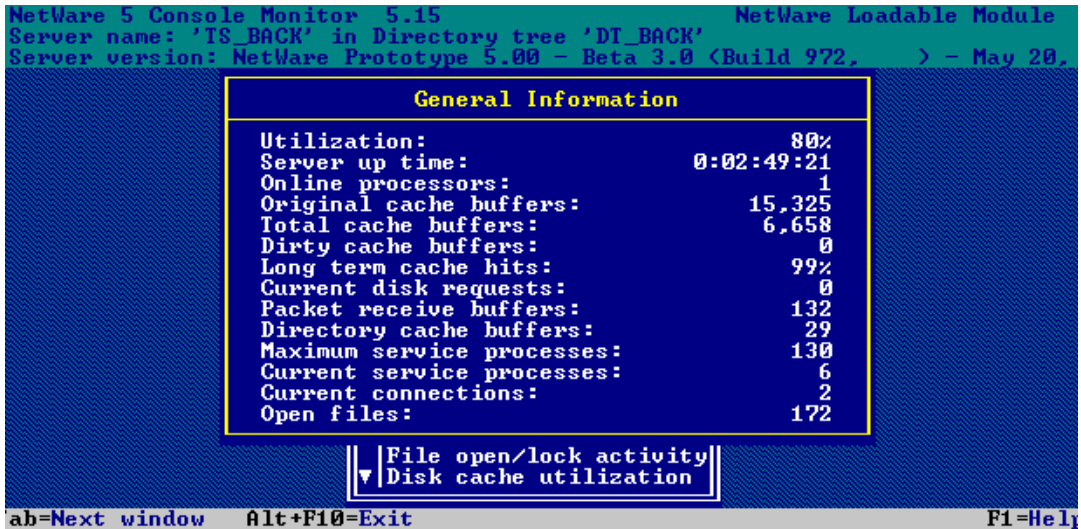 NetWare 5 Console Monitor 5.15 NetWare Loadable Module
Server name: 'TS_BACK' in Directory tree 'DT_BACK'
Server version: NetWare Prototype 5.00 - Beta 3.0 (Build 972, ) - May 20,
General Information
Utilization: 80%
Server up time: 0:02:49:21
Online processors: 1
Original cache buffers: 15,325
Total cache buffers: 6,658
Dirty cache buffers: 0
Long term cache hits: 99%
Current disk requests: 0
Packet receive buffers: 132
Directory cache buffers: 29
Maximum service processes: 130
Current service processes: 6
Current connections: 2
Open files: 172
File open/lock activity
▼ Disk cache utilization
ab=Next window Alt+F10=Exit F1=Help